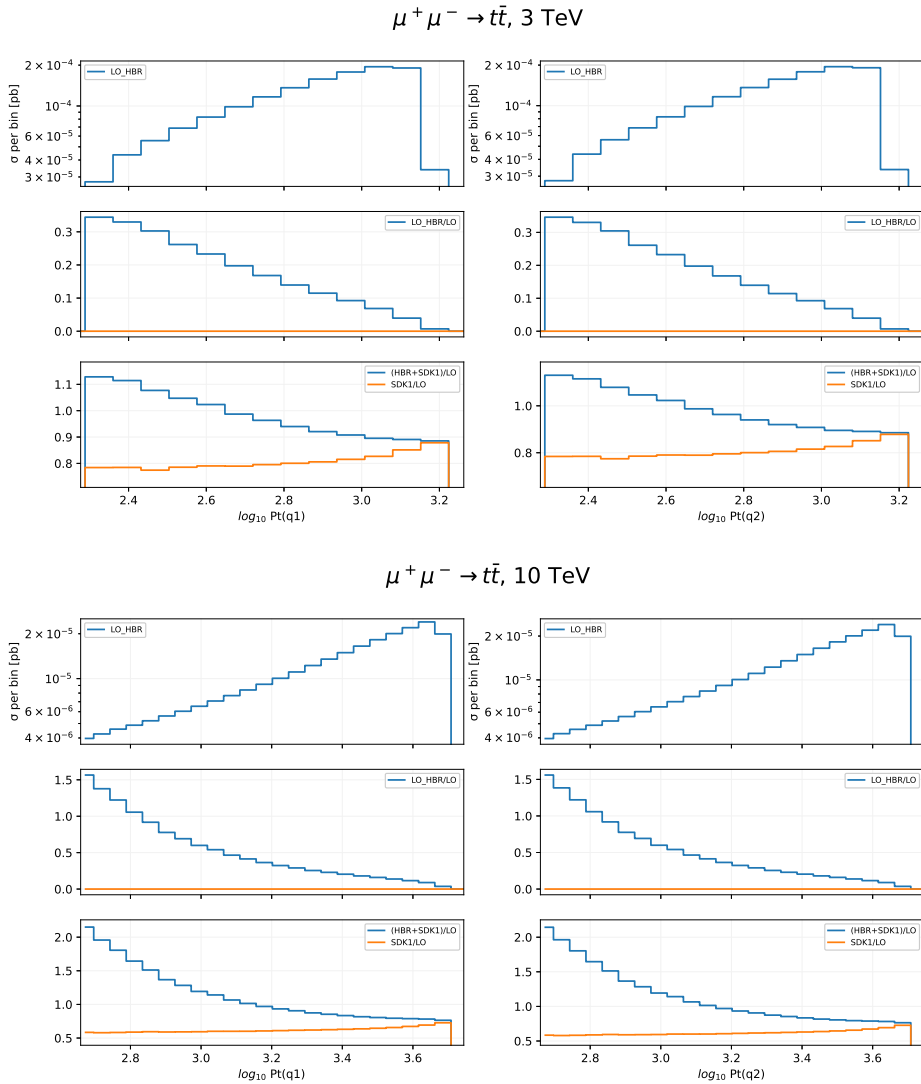 μ⁺μ⁻ → tt̄, 3 TeV
LO_HBR
LO_HBR
σ per bin [pb]
σ per bin [pb]
2 × 10⁻⁴
10⁻⁴
6 × 10⁻⁵
4 × 10⁻⁵
3 × 10⁻⁵
2 × 10⁻⁴
10⁻⁴
6 × 10⁻⁵
4 × 10⁻⁵
3 × 10⁻⁵
LO_HBR/LO
LO_HBR/LO
0.3
0.2
0.1
0.0
0.3
0.2
0.1
0.0
(HBR+SDK1)/LO
SDK1/LO
(HBR+SDK1)/LO
SDK1/LO
1.1
1.0
0.9
0.8
1.0
0.8
2.4 2.6 2.8 3.0 3.2
2.4 2.6 2.8 3.0 3.2
log₁₀ Pt(q1)
log₁₀ Pt(q2)
μ⁺μ⁻ → tt̄, 10 TeV
LO_HBR
LO_HBR
σ per bin [pb]
σ per bin [pb]
2 × 10⁻⁵
10⁻⁵
6 × 10⁻⁶
4 × 10⁻⁶
2 × 10⁻⁵
10⁻⁵
6 × 10⁻⁶
4 × 10⁻⁶
LO_HBR/LO
LO_HBR/LO
1.5
1.0
0.5
0.0
1.5
1.0
0.5
0.0
(HBR+SDK1)/LO
SDK1/LO
(HBR+SDK1)/LO
SDK1/LO
2.0
1.5
1.0
0.5
2.0
1.5
1.0
0.5
2.8 3.0 3.2 3.4 3.6
2.8 3.0 3.2 3.4 3.6
log₁₀ Pt(q1)
log₁₀ Pt(q2)